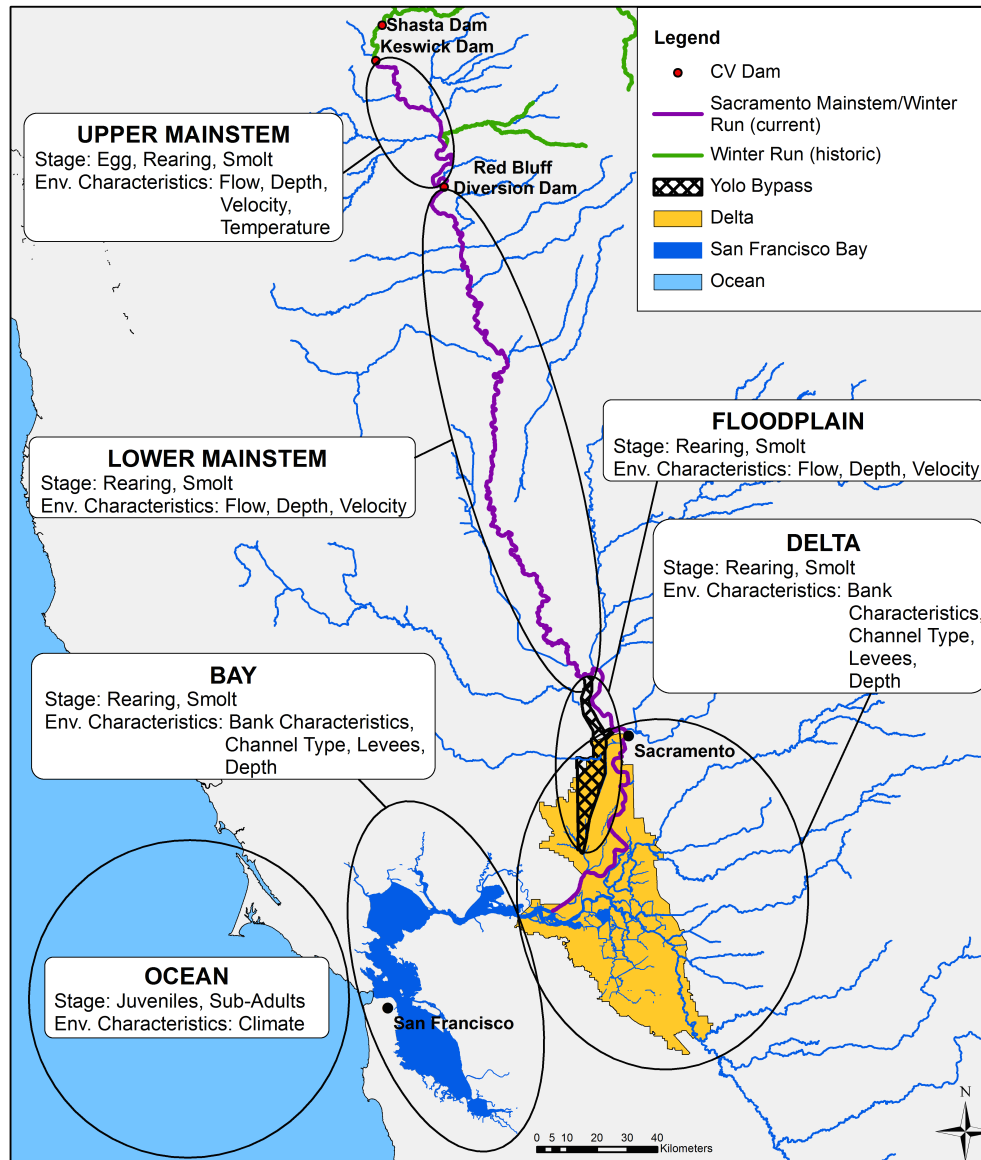 Shasta Dam
Keswick Dam
Legend
CV Dam
Sacramento Mainstem/Winter
Run (current)
Winter Run (historic)
Yolo Bypass
Delta
San Francisco Bay
Ocean
UPPER MAINSTEM
Stage: Egg, Rearing, Smolt
Env. Characteristics: Flow, Depth,
Velocity,
Temperature
Red Bluff
Diversion Dam
FLOODPLAIN
Stage: Rearing, Smolt
Env. Characteristics: Flow, Depth, Velocity
LOWER MAINSTEM
Stage: Rearing, Smolt
Env. Characteristics: Flow, Depth, Velocity
DELTA
Stage: Rearing, Smolt
Env. Characteristics: Bank
Characteristics,
Channel Type,
Levees,
Depth
BAY
Stage: Rearing, Smolt
Env. Characteristics: Bank Characteristics,
Channel Type, Levees,
Depth
Sacramento
OCEAN
Stage: Juveniles, Sub-Adults
Env. Characteristics: Climate
San Francisco
N
0 5 10 20 30 40
Kilometers